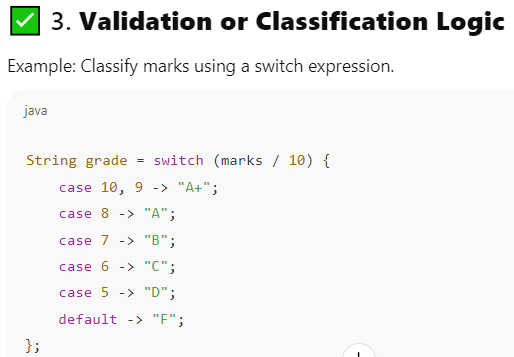 ✅ 3. Validation or Classification Logic
Example: Classify marks using a switch expression.
java
String grade = switch (marks / 10) {
    case 10, 9 -> "A+";
    case 8 -> "A";
    case 7 -> "B";
    case 6 -> "C";
    case 5 -> "D";
    default -> "F";
};